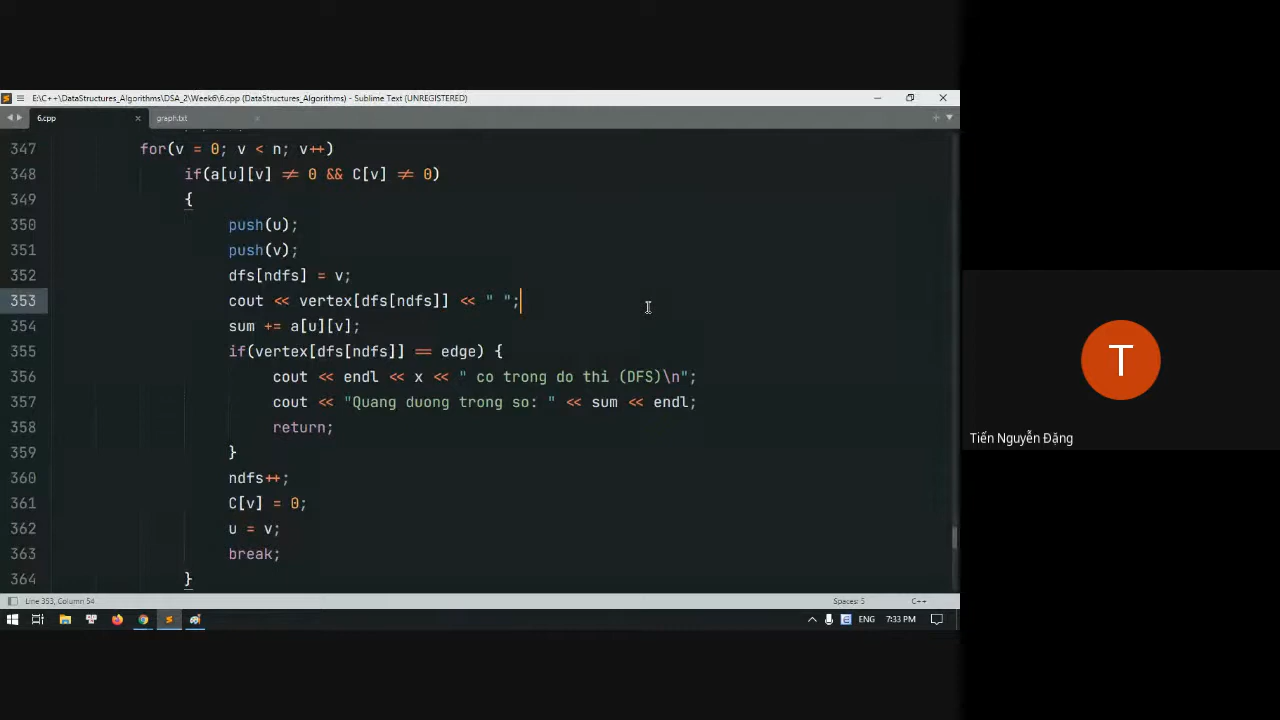 E:\C++\DataStructures_Algorithms\DSA_2\Week6\6.cpp (DataStructures_Algorithms) - Sublime Text (UNREGISTERED)
6.cpp
graph.txt
347 for(v = 0; v < n; v++)
348 if(a[u][v] != 0 && C[v] != 0)
349 {
350 push(u);
351 push(v);
352 dfs[ndfs] = v;
353 cout << vertex[dfs[ndfs]] << " ";
354 sum += a[u][v];
355 if(vertex[dfs[ndfs]] == edge) {
356 cout << endl << x << " co trong do thi (DFS)\n";
357 cout << "Quang duong trong so: " << sum << endl;
358 return;
359 }
360 ndfs++;
361 C[v] = 0;
362 u = v;
363 break;
364 }
Line 353, Column 54
Spaces: 5
C++
ENG
7:33 PM
T
Tiến Nguyễn Đặng